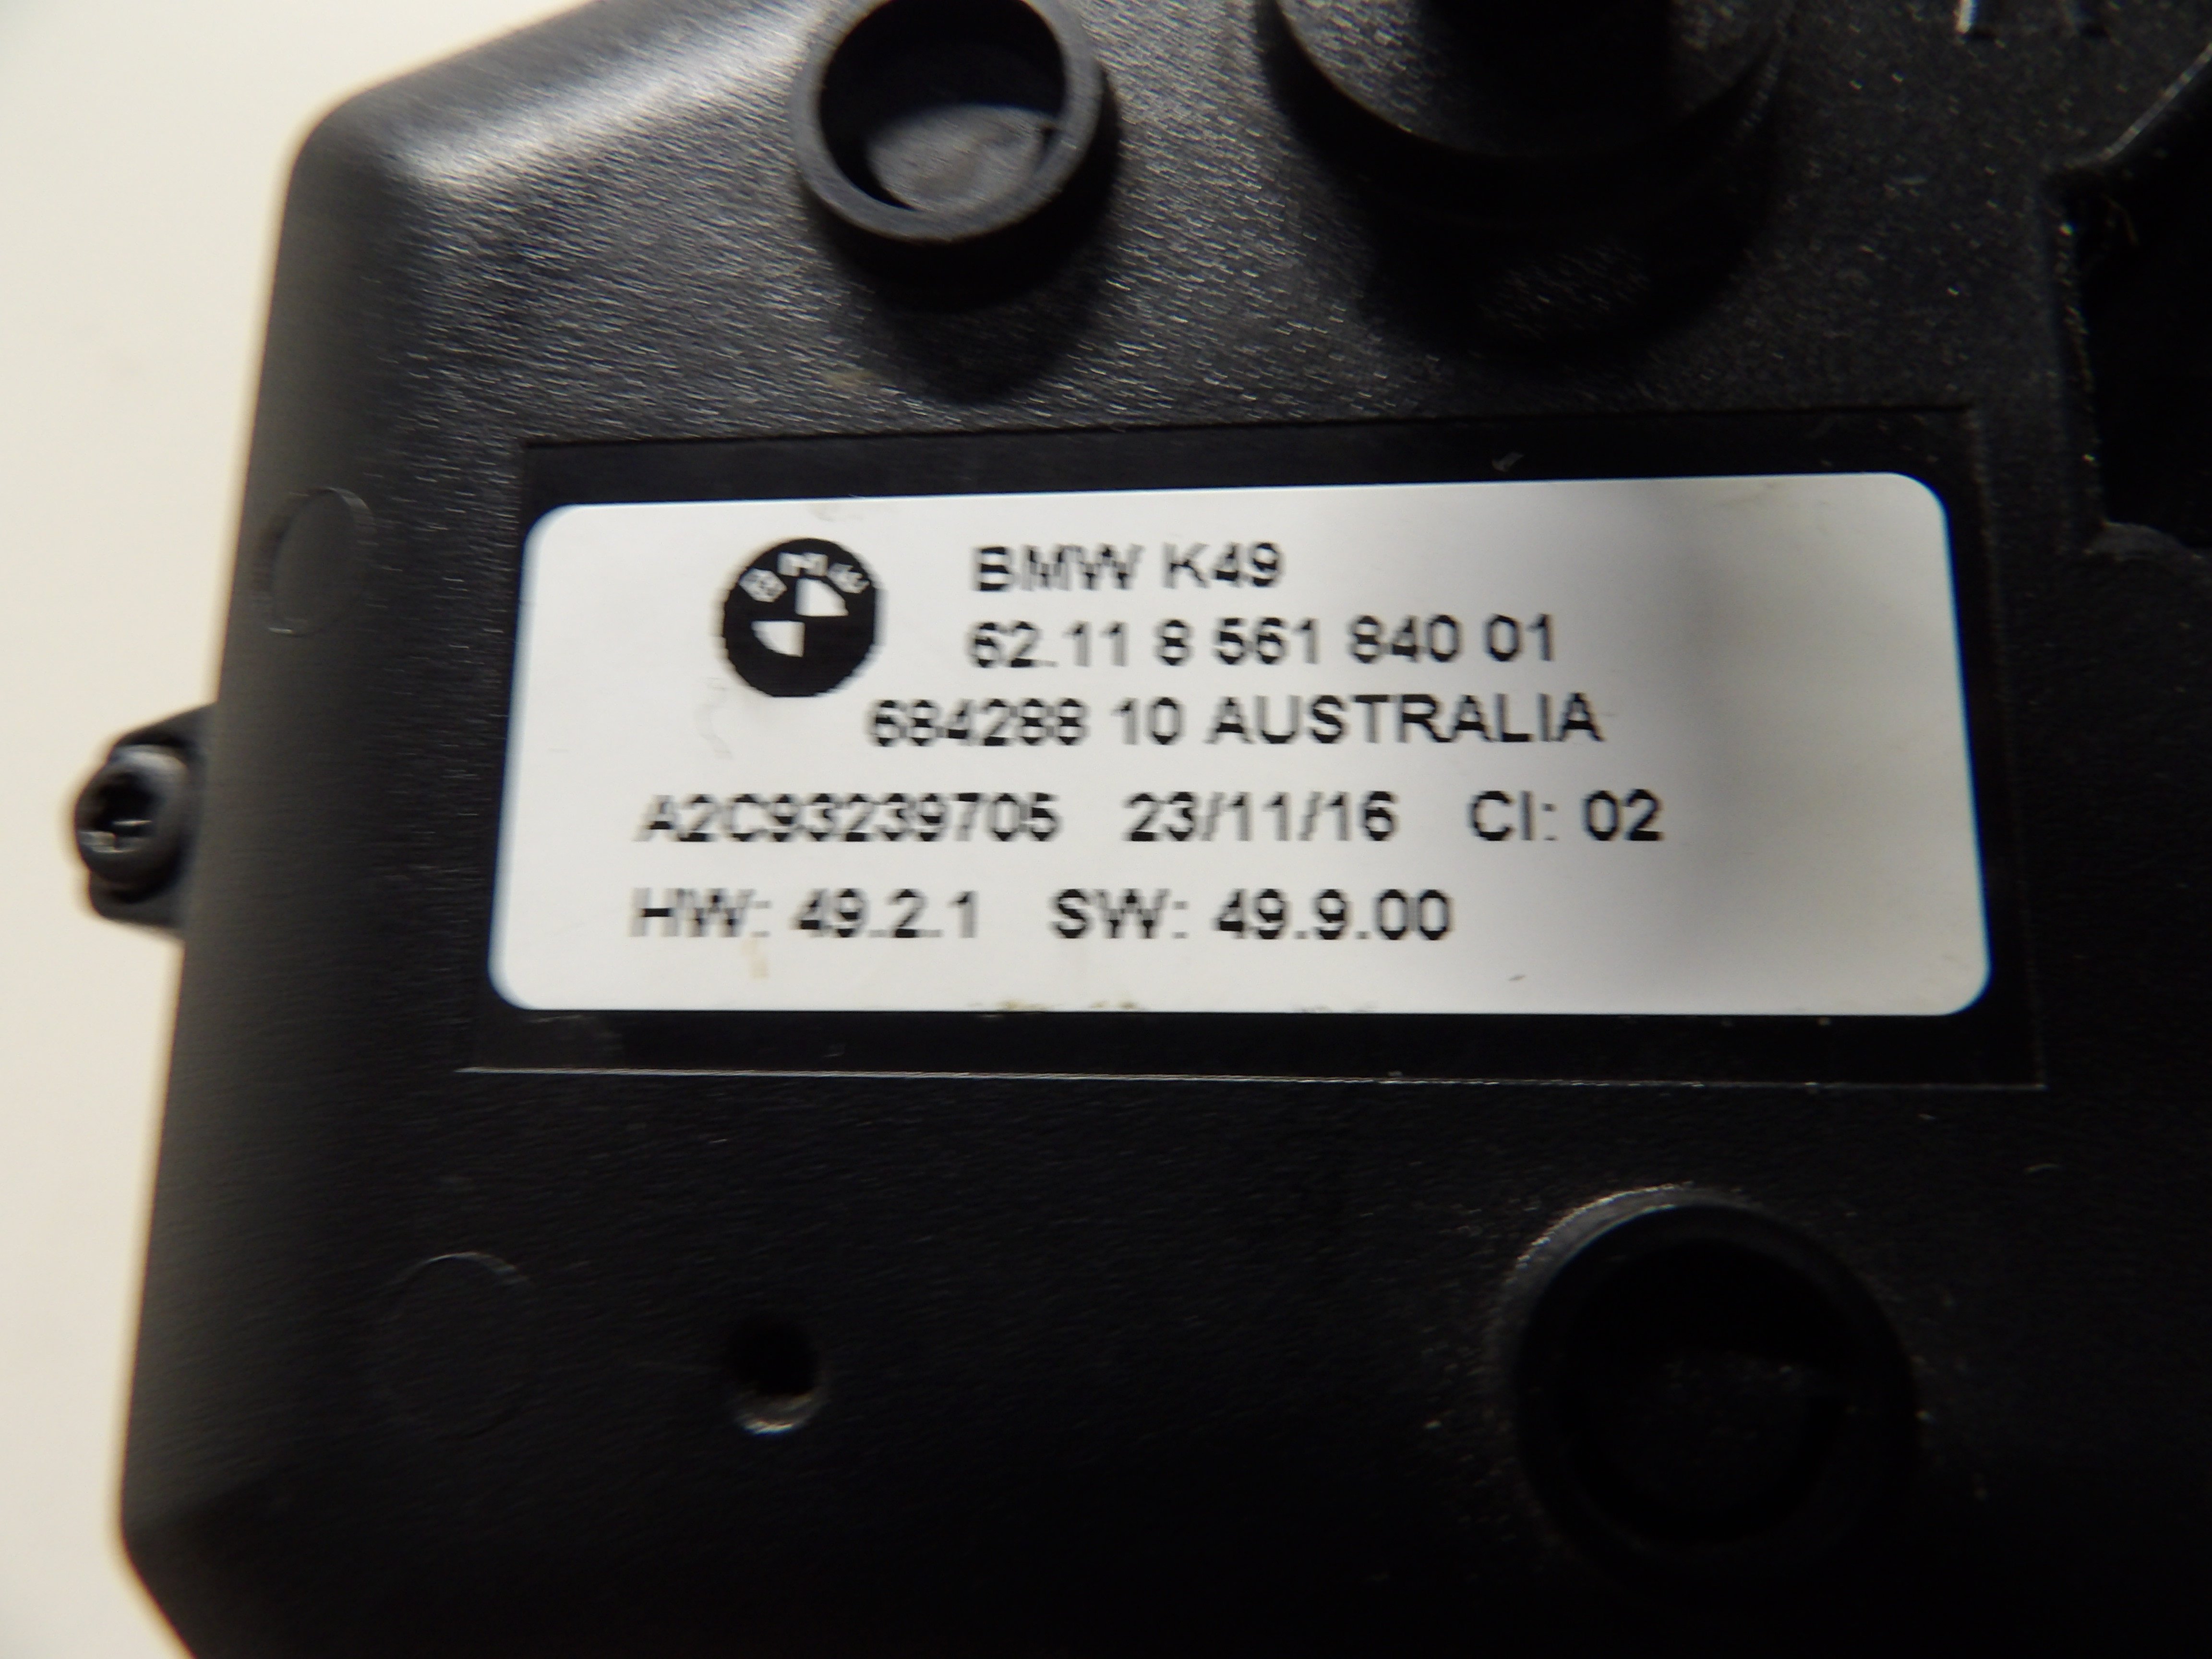 BMW
BMW K49
62.11 8 561 840 01
684288 10 AUSTRALIA
A2C93239705 23/11/16 CI: 02
HW: 49.2.1 SW: 49.9.00